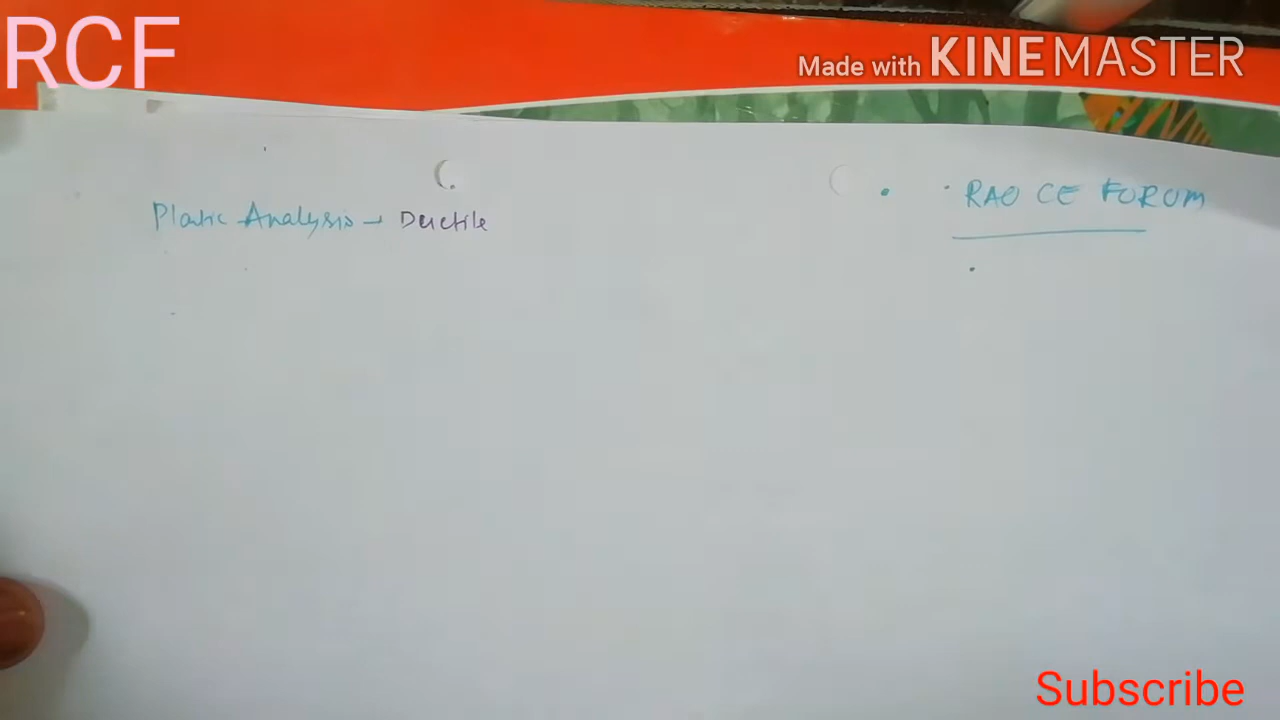 RCF
Made with KINEMASTER
RAO CE FORUM
Plastic Analysis → Ductile
Subscribe